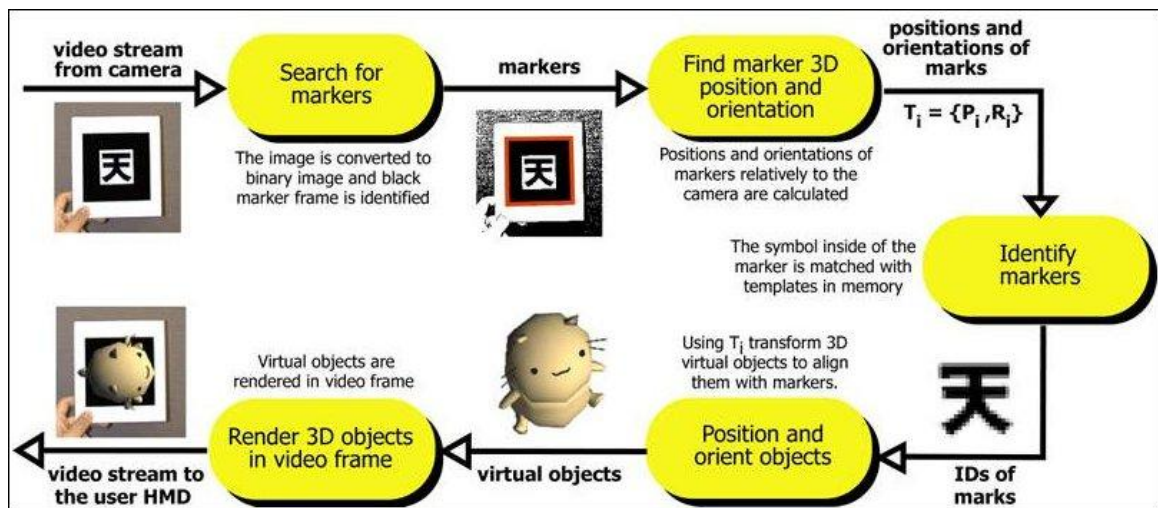 video stream
from camera
Search for
markers
The image is converted to
binary image and black
marker frame is identified
天
markers
天
Find marker 3D
position and
orientation
Positions and orientations of
markers relatively to the
camera are calculated
positions and
orientations of
marks
Ti = {Pi ,Ri}
Identify
markers
The symbol inside of the
marker is matched with
templates in memory
天
IDs of
marks
Using Ti transform 3D
virtual objects to align
them with markers.
Position and
orient objects
virtual objects
Virtual objects are
rendered in video frame
Render 3D objects
in video frame
video stream to
the user HMD